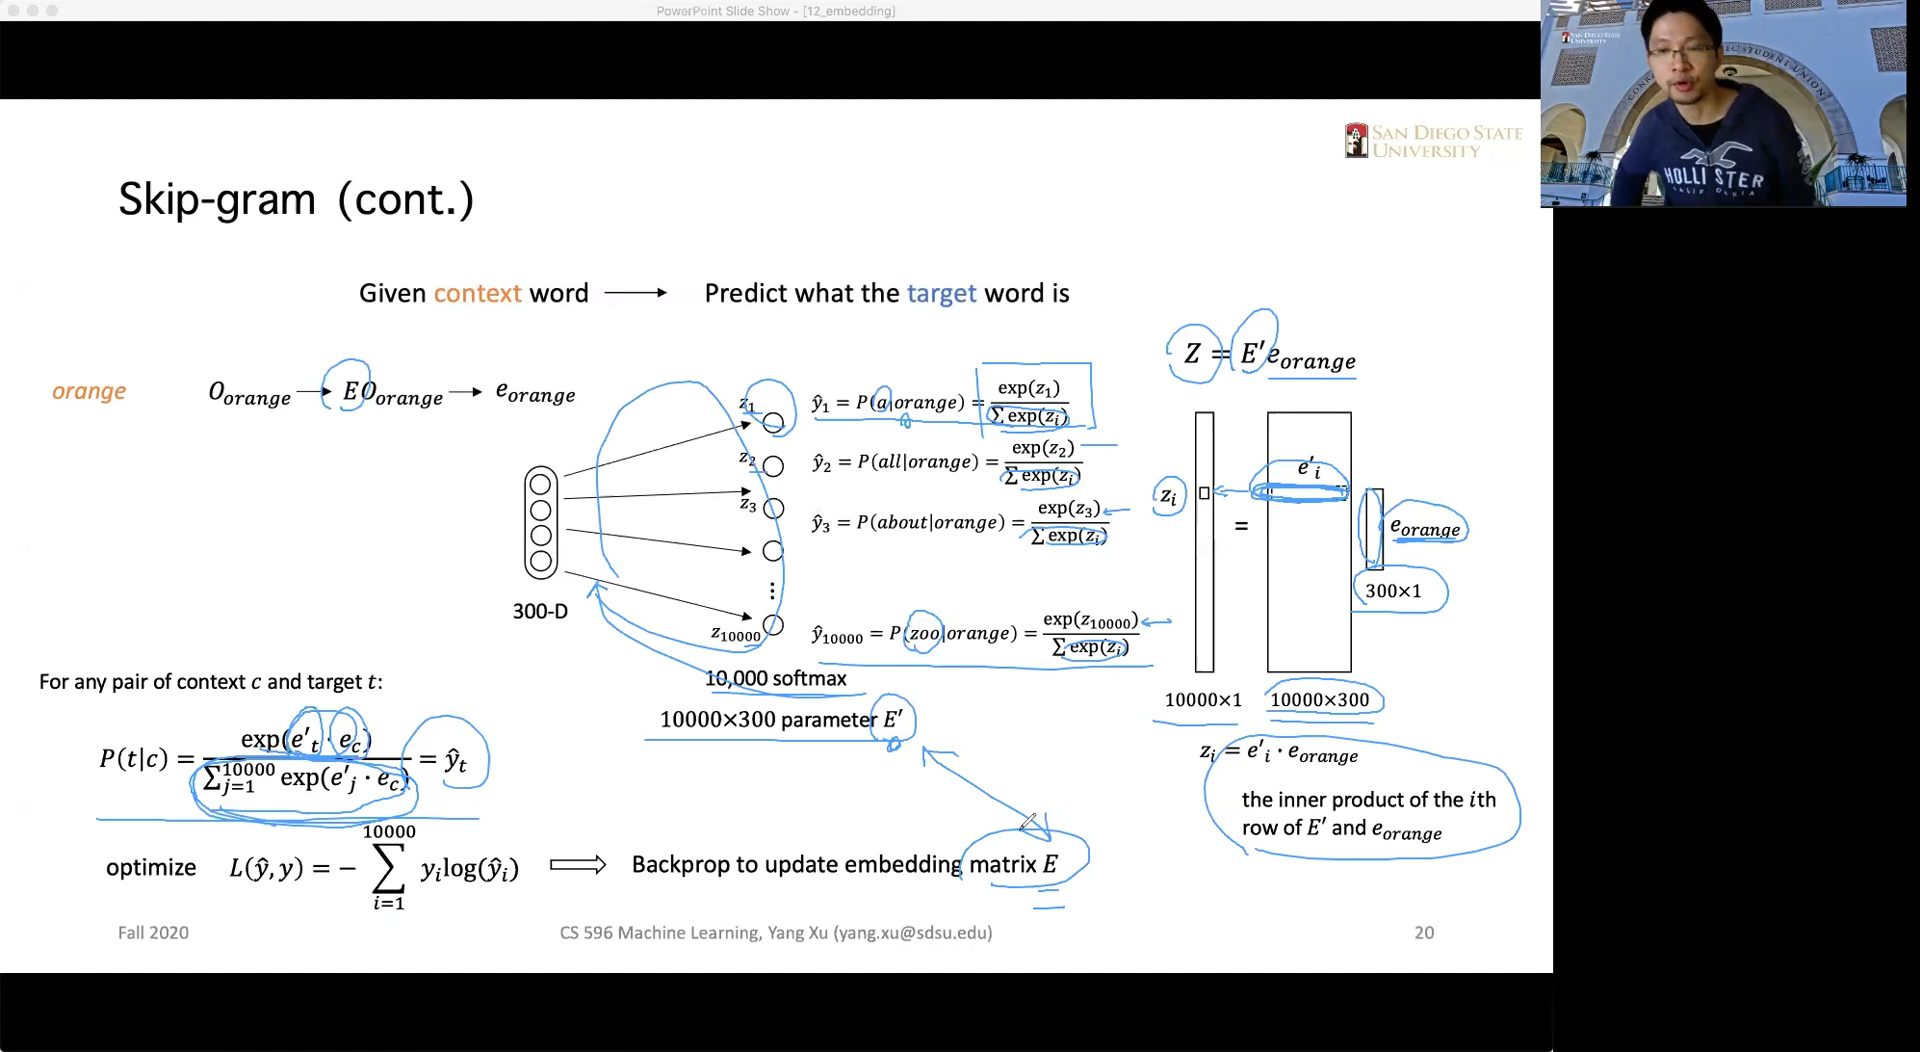 PowerPoint Slide Show - [12_embedding]
SAN DIEGO STATE UNIVERSITY
HOLLISTER
CALIFORNIA
SAN DIEGO STATE
UNIVERSITY
Skip-gram (cont.)
Given context word → Predict what the target word is
orange O_orange → EO_orange → e_orange
300-D
z_1 ŷ_1 = P(a|orange) = exp(z_1) / ∑ exp(z_i)
z_2 ŷ_2 = P(all|orange) = exp(z_2) / ∑ exp(z_i)
z_3 ŷ_3 = P(about|orange) = exp(z_3) / ∑ exp(z_i)
⋮
z_10000 ŷ_10000 = P(zoo|orange) = exp(z_10000) / ∑ exp(z_i)
10,000 softmax
10000×300 parameter E′
Z = E′e_orange
z_i = e′_i e_orange
300×1
10000×1 10000×300
z_i = e′_i · e_orange
the inner product of the ith
row of E′ and e_orange
For any pair of context c and target t:
P(t|c) = exp(e′_t · e_c) / ∑_{j=1}^{10000} exp(e′_j · e_c) = ŷ_t
optimize L(ŷ, y) = − ∑_{i=1}^{10000} y_i log(ŷ_i) ⇒ Backprop to update embedding matrix E
Fall 2020 CS 596 Machine Learning, Yang Xu (yang.xu@sdsu.edu) 20